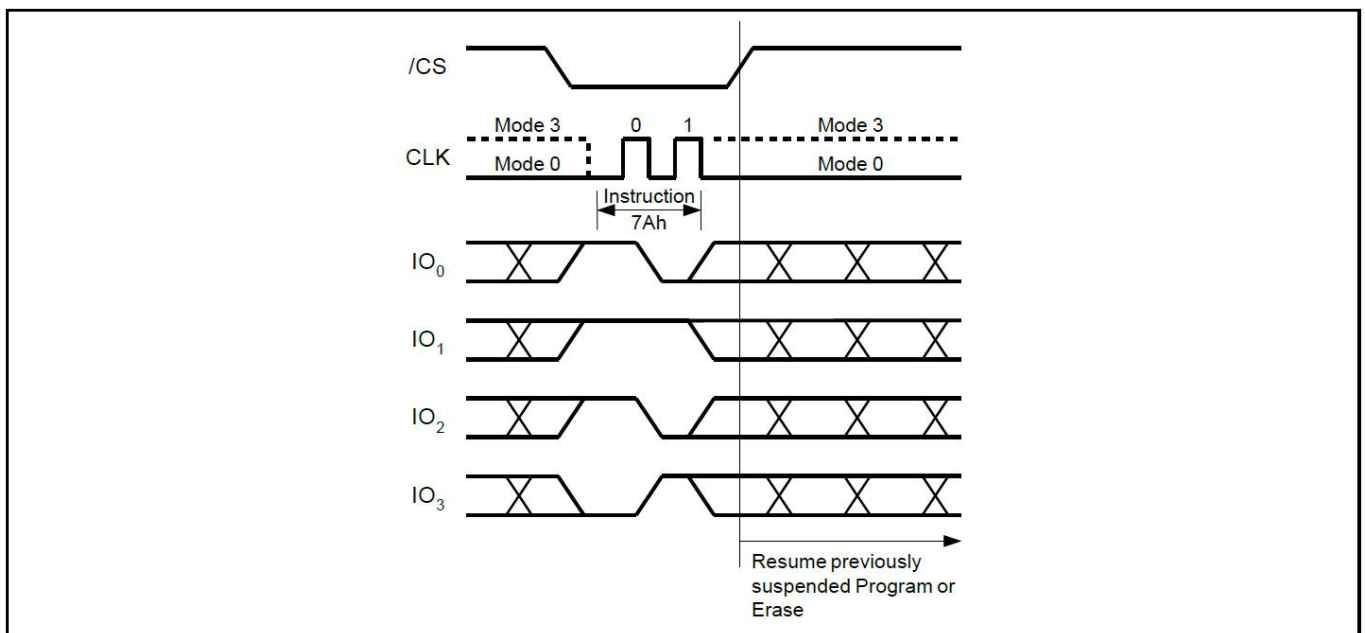 /CS
Mode 3 0 1 Mode 3
CLK
Mode 0 Mode 0
Instruction
7Ah
IO0
IO1
IO2
IO3
Resume previously
suspended Program or
Erase